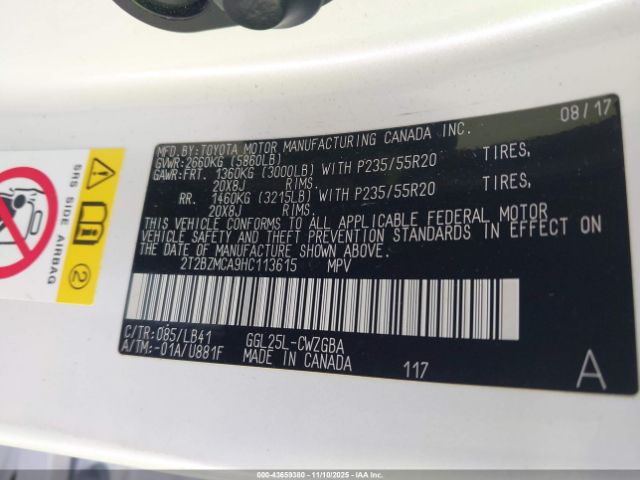 08/17
MFD.BY:TOYOTA MOTOR MANUFACTURING CANADA INC.
GVWR:2660KG (5860LB)
GAWR:FRT. 1360KG (3000LB) WITH P235/55R20 TIRES,
20X8J RIMS.
RR. 1460KG (3215LB) WITH P235/55R20 TIRES,
20X8J RIMS.
THIS VEHICLE CONFORMS TO ALL APPLICABLE FEDERAL MOTOR
VEHICLE SAFETY AND THEFT PREVENTION STANDARDS IN EFFECT ON
THE DATE OF MANUFACTURE SHOWN ABOVE.
2T2BZMCA9HC113615 MPV
C/TR:085/LB41 GGL25L-CWZGBA
A/TM:-01A/U881F MADE IN CANADA
117 A
SRS SIDE AIRBAG
2
000-43659380 - 11/10/2025 - IAAI.COM